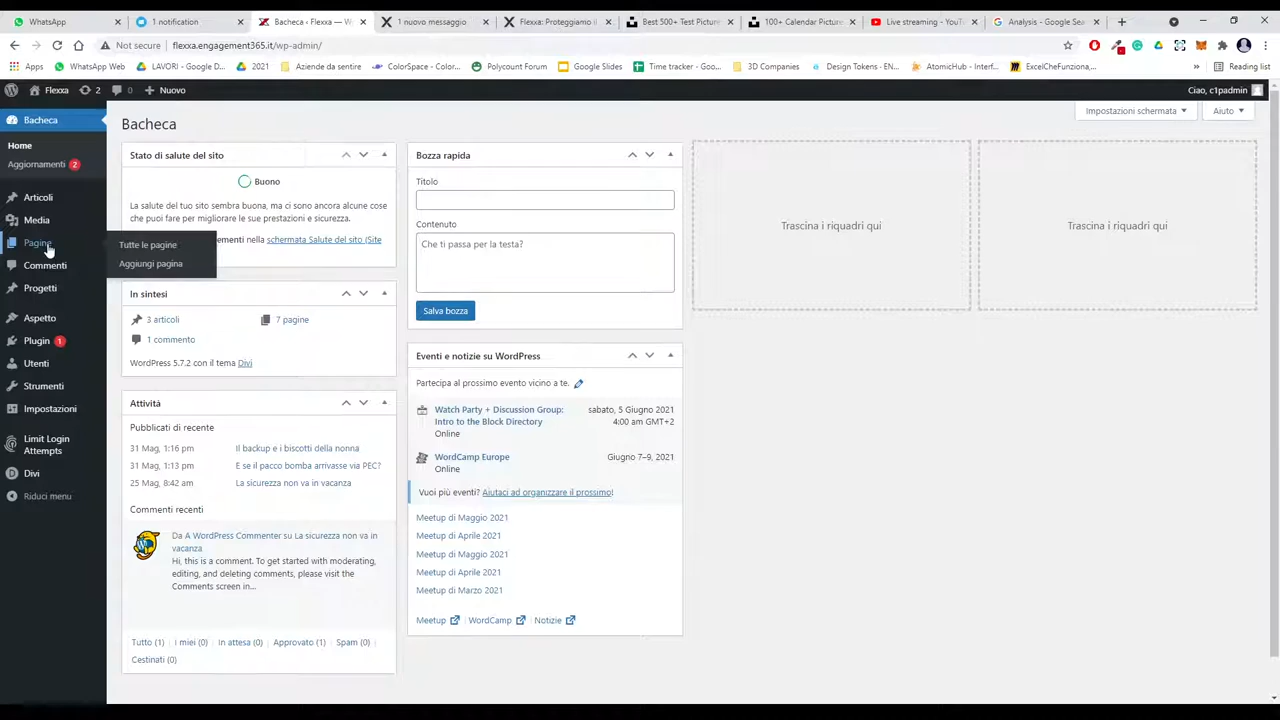 WhatsApp
1 notification
Bacheca ‹ Flexxa — W
1 nuovo messaggio
Flexxa: Proteggiamo il
Best 500+ Test Picture
100+ Calendar Picture
Live streaming - YouT
Analysis - Google Sea
Not secure
flexxa.engagement365.it/wp-admin/
Apps
WhatsApp Web
LAVORI - Google D...
2021
Aziende da sentire
ColorSpace - Color...
Polycount Forum
Google Slides
Time tracker - Goo...
3D Companies
Design Tokens - EN...
AtomicHub - Interf...
ExcelCheFunziona,...
Reading list
Flexxa
2
0
Nuovo
Ciao, c1padmin
Bacheca
Home
Aggiornamenti 2
Articoli
Media
Pagine
Commenti
Progetti
Aspetto
Plugin 1
Utenti
Strumenti
Impostazioni
Limit Login
Attempts
Divi
Riduci menu
Tutte le pagine
Aggiungi pagina
Impostazioni schermata
Aiuto
Bacheca
Stato di salute del sito
Buono
La salute del tuo sito sembra buona, ma ci sono ancora alcune
cose che puoi fare per migliorare le sue prestazioni e sicurezza.
ementi nella schermata Salute del sito (Site
In sintesi
3 articoli
7 pagine
1 commento
WordPress 5.7.2 con il tema Divi
Attività
Pubblicati di recente
31 Mag, 1:16 pm Il backup e i biscotti della nonna
31 Mag, 1:13 pm E se il pacco bomba arrivasse via PEC?
25 Mag, 8:42 am La sicurezza non va in vacanza
Commenti recenti
Da A WordPress Commenter su La sicurezza non va in
vacanza
Hi, this is a comment. To get started with moderating,
editing, and deleting comments, please visit the
Comments screen in...
Tutto (1) | I miei (0) | In attesa (0) | Approvato (1) | Spam (0) |
Cestinati (0)
Bozza rapida
Titolo
Contenuto
Che ti passa per la testa?
Salva bozza
Eventi e notizie su WordPress
Partecipa al prossimo evento vicino a te.
Watch Party + Discussion Group: sabato, 5 Giugno 2021
Intro to the Block Directory 4:00 am GMT+2
Online
WordCamp Europe Giugno 7–9, 2021
Online
Vuoi più eventi? Aiutaci ad organizzare il prossimo!
Meetup di Maggio 2021
Meetup di Aprile 2021
Meetup di Maggio 2021
Meetup di Aprile 2021
Meetup di Marzo 2021
Meetup | WordCamp | Notizie
Trascina i riquadri qui
Trascina i riquadri qui